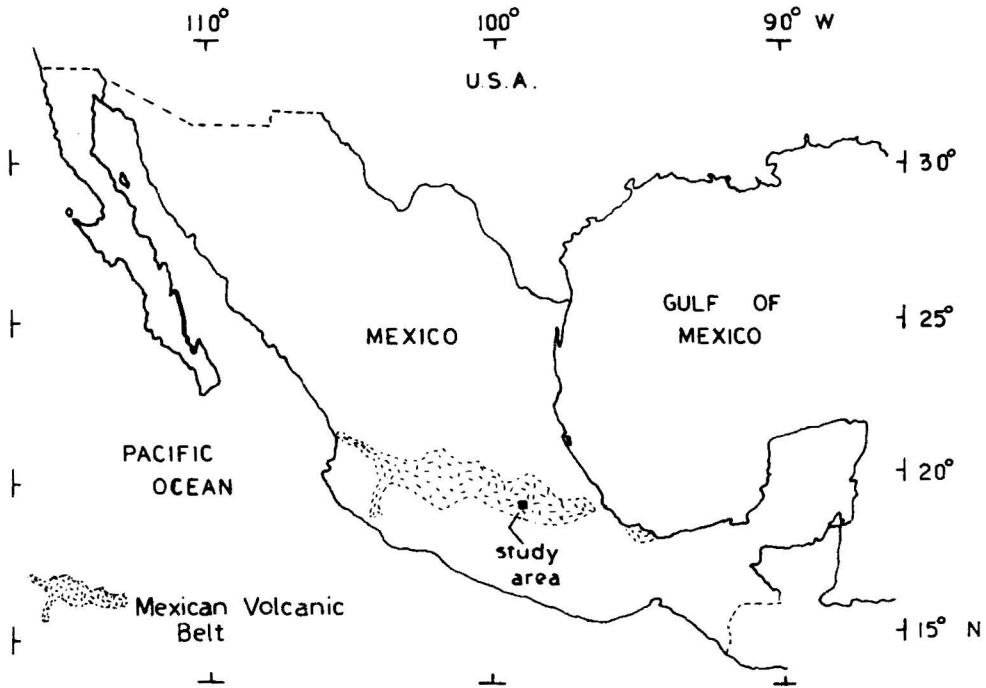 110° 100° 90° W
U.S.A.
30°
25°
GULF OF
MEXICO
MEXICO
PACIFIC
OCEAN
20°
study
area
Mexican Volcanic
Belt
15° N